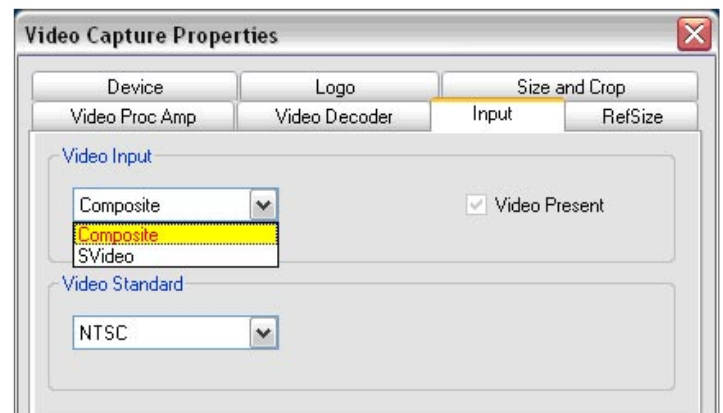 Video Capture Properties
Device Logo Size and Crop
Video Proc Amp Video Decoder Input RefSize
Video Input
Composite Video Present
Composite
SVideo
Video Standard
NTSC